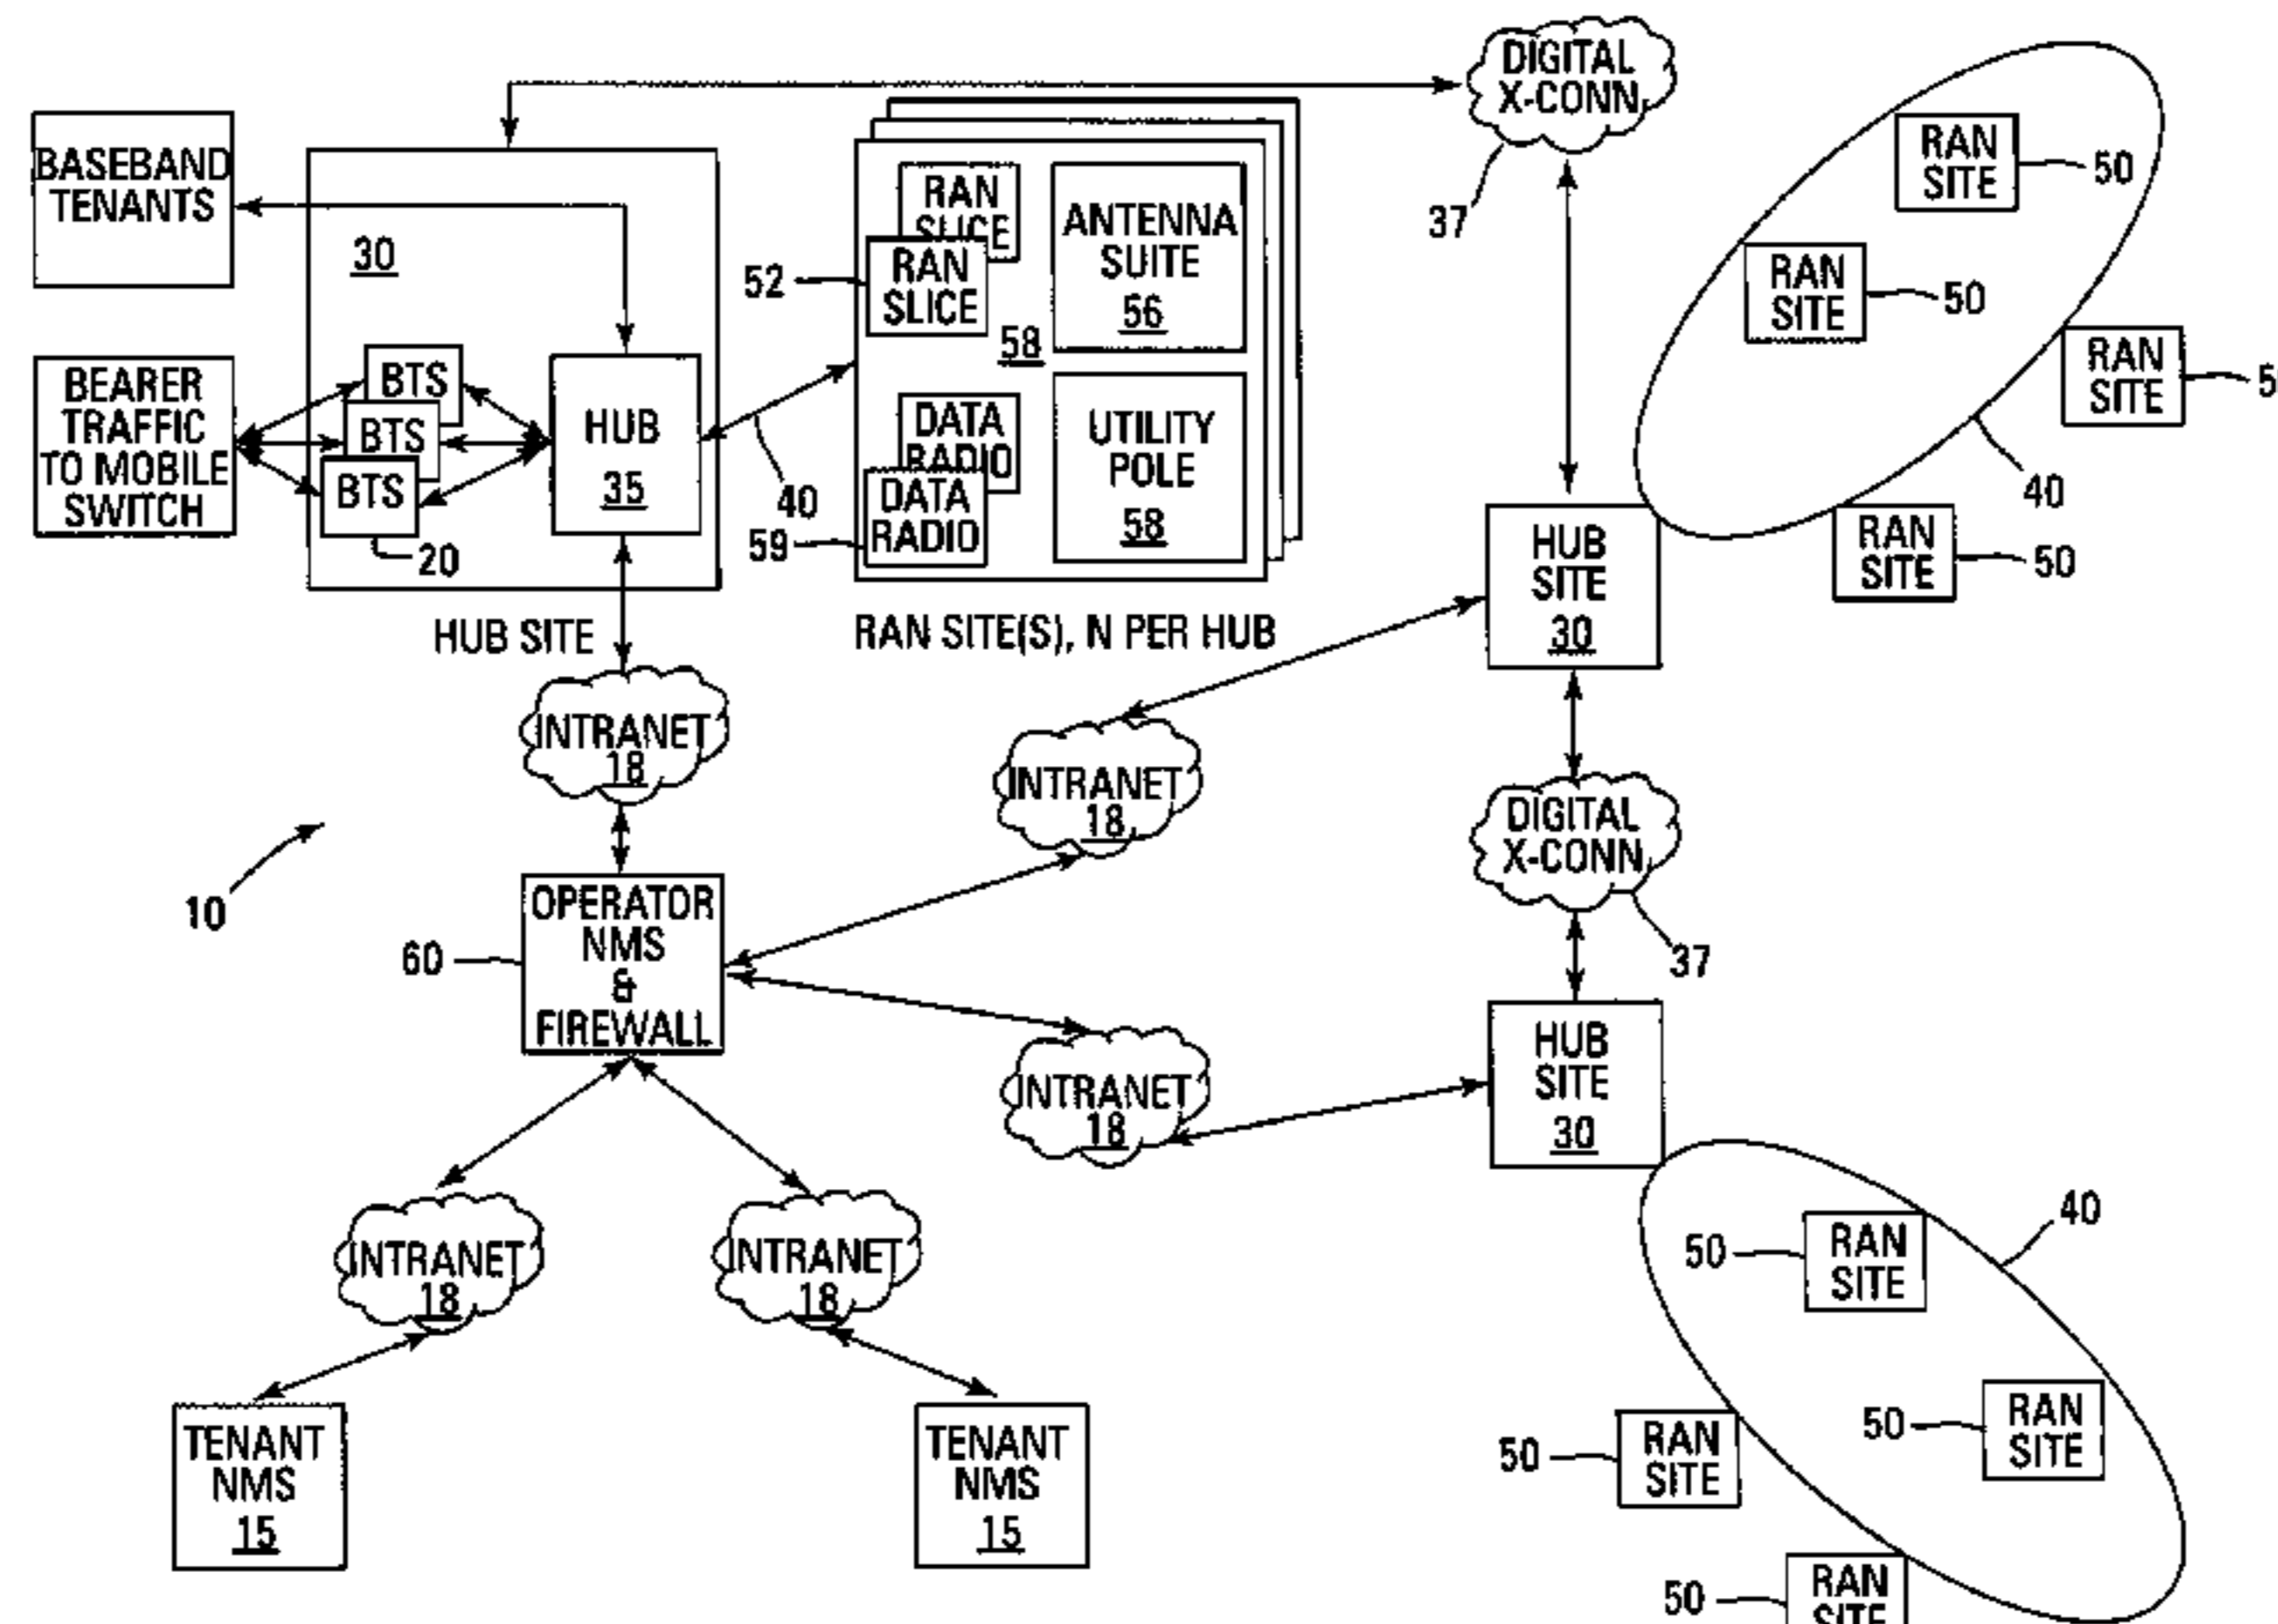 DIGITAL
X-CONN.
37
BASEBAND
TENANTS
30
BEARER
TRAFFIC
TO MOBILE
SWITCH
BTS
BTS
BTS
20
HUB
35
HUB SITE
40
RAN
SLICE
RAN
SLICE
52
58
ANTENNA
SUITE
56
DATA
RADIO
DATA
RADIO
59
UTILITY
POLE
58
RAN SITE(S), N PER HUB
RAN
SITE
50
RAN
SITE
50
RAN
SITE
RAN
SITE
50
40
HUB
SITE
30
INTRANET
18
INTRANET
18
DIGITAL
X-CONN
37
10
OPERATOR
NMS
&
FIREWALL
60
INTRANET
18
HUB
SITE
30
INTRANET
18
INTRANET
18
TENANT
NMS
15
TENANT
NMS
15
40
50
RAN
SITE
50
RAN
SITE
50
RAN
SITE
50
RAN
SITE